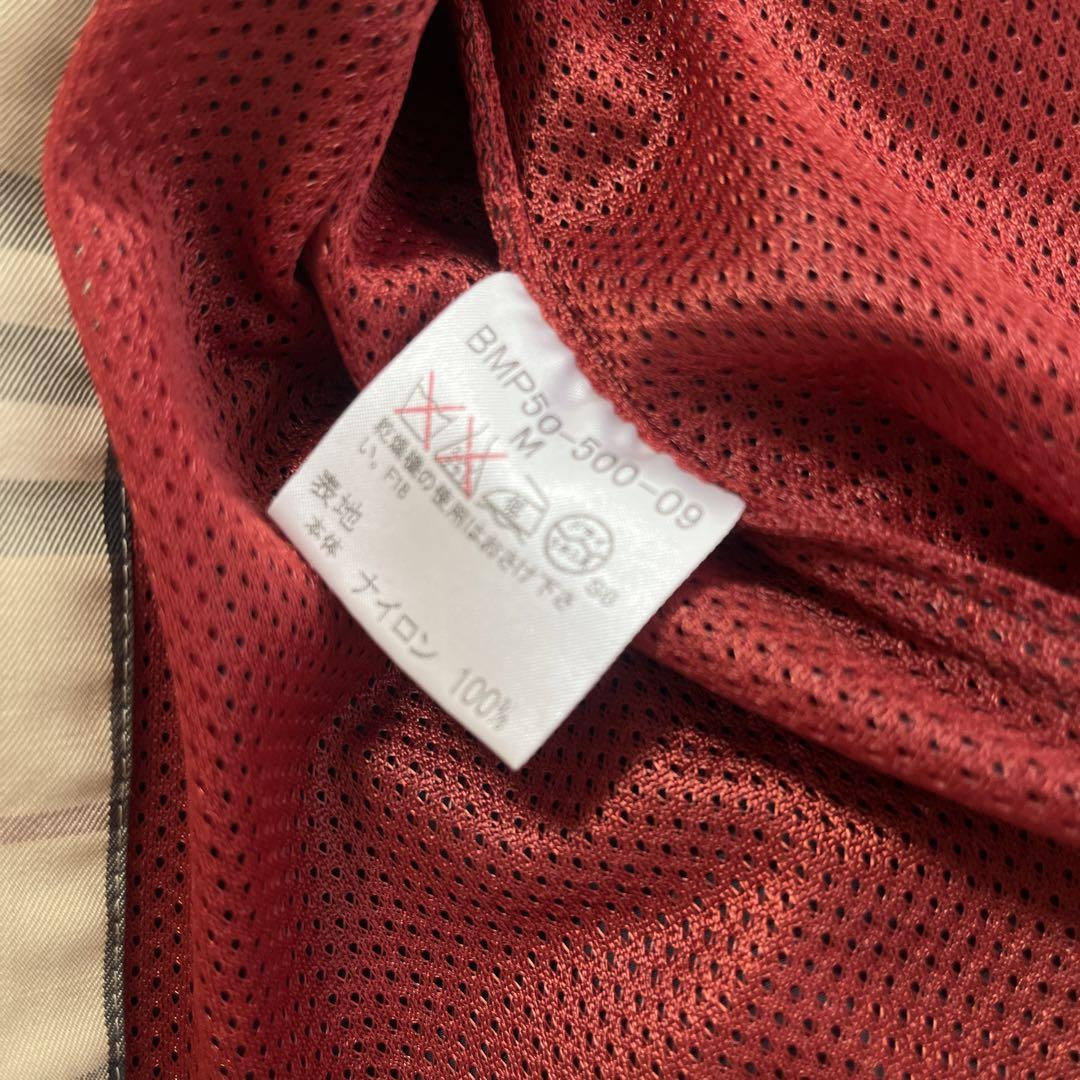 BMP50-500-09
M
乾燥機の使用はおさけ下さ
い。F18
表地
本体 ナイロン 100%